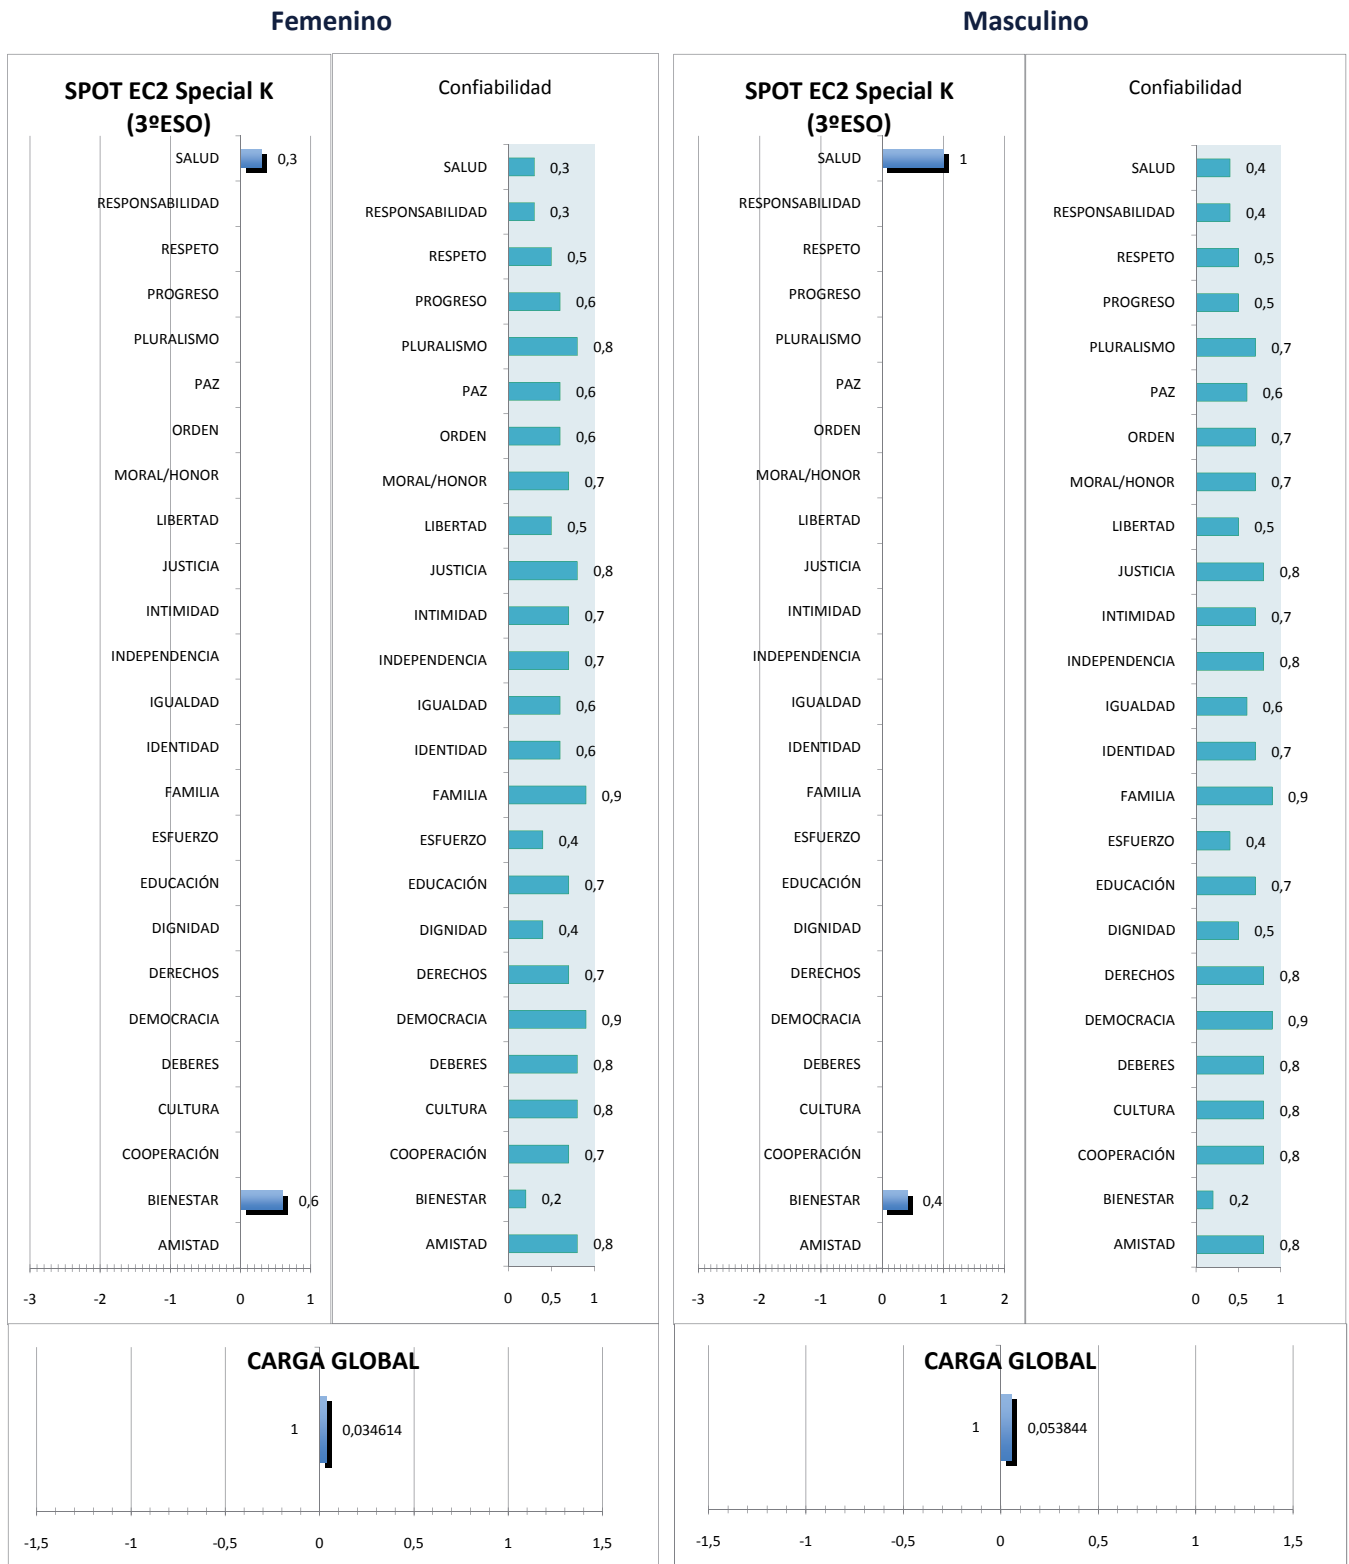 Femenino
Masculino
SPOT EC2 Special K
(3ºESO)
SALUD 0,3
RESPONSABILIDAD
RESPETO
PROGRESO
PLURALISMO
PAZ
ORDEN
MORAL/HONOR
LIBERTAD
JUSTICIA
INTIMIDAD
INDEPENDENCIA
IGUALDAD
IDENTIDAD
FAMILIA
ESFUERZO
EDUCACIÓN
DIGNIDAD
DERECHOS
DEMOCRACIA
DEBERES
CULTURA
COOPERACIÓN
BIENESTAR 0,6
AMISTAD
-3 -2 -1 0 1
Confiabilidad
SALUD 0,3
RESPONSABILIDAD 0,3
RESPETO 0,5
PROGRESO 0,6
PLURALISMO 0,8
PAZ 0,6
ORDEN 0,6
MORAL/HONOR 0,7
LIBERTAD 0,5
JUSTICIA 0,8
INTIMIDAD 0,7
INDEPENDENCIA 0,7
IGUALDAD 0,6
IDENTIDAD 0,6
FAMILIA 0,9
ESFUERZO 0,4
EDUCACIÓN 0,7
DIGNIDAD 0,4
DERECHOS 0,7
DEMOCRACIA 0,9
DEBERES 0,8
CULTURA 0,8
COOPERACIÓN 0,7
BIENESTAR 0,2
AMISTAD 0,8
0 0,5 1
SPOT EC2 Special K
(3ºESO)
SALUD 1
RESPONSABILIDAD
RESPETO
PROGRESO
PLURALISMO
PAZ
ORDEN
MORAL/HONOR
LIBERTAD
JUSTICIA
INTIMIDAD
INDEPENDENCIA
IGUALDAD
IDENTIDAD
FAMILIA
ESFUERZO
EDUCACIÓN
DIGNIDAD
DERECHOS
DEMOCRACIA
DEBERES
CULTURA
COOPERACIÓN
BIENESTAR 0,4
AMISTAD
-3 -2 -1 0 1 2
Confiabilidad
SALUD 0,4
RESPONSABILIDAD 0,4
RESPETO 0,5
PROGRESO 0,5
PLURALISMO 0,7
PAZ 0,6
ORDEN 0,7
MORAL/HONOR 0,7
LIBERTAD 0,5
JUSTICIA 0,8
INTIMIDAD 0,7
INDEPENDENCIA 0,8
IGUALDAD 0,6
IDENTIDAD 0,7
FAMILIA 0,9
ESFUERZO 0,4
EDUCACIÓN 0,7
DIGNIDAD 0,5
DERECHOS 0,8
DEMOCRACIA 0,9
DEBERES 0,8
CULTURA 0,8
COOPERACIÓN 0,8
BIENESTAR 0,2
AMISTAD 0,8
0 0,5 1
CARGA GLOBAL
1 0,034614
-1,5 -1 -0,5 0 0,5 1 1,5
CARGA GLOBAL
1 0,053844
-1,5 -1 -0,5 0 0,5 1 1,5